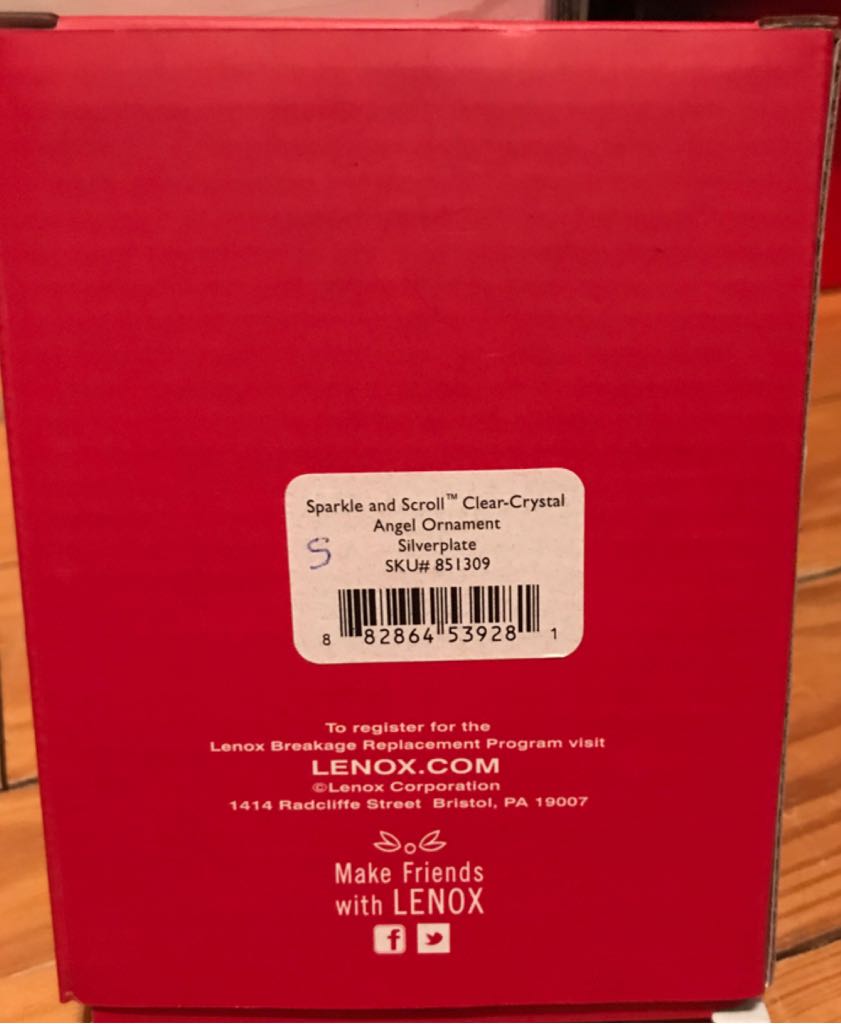 Sparkle and Scroll™ Clear-Crystal
Angel Ornament
Silverplate
S
SKU# 851309
8 82864 53928 1
To register for the
Lenox Breakage Replacement Program visit
LENOX.COM
©Lenox Corporation
1414 Radcliffe Street Bristol, PA 19007
Make Friends
with LENOX
f